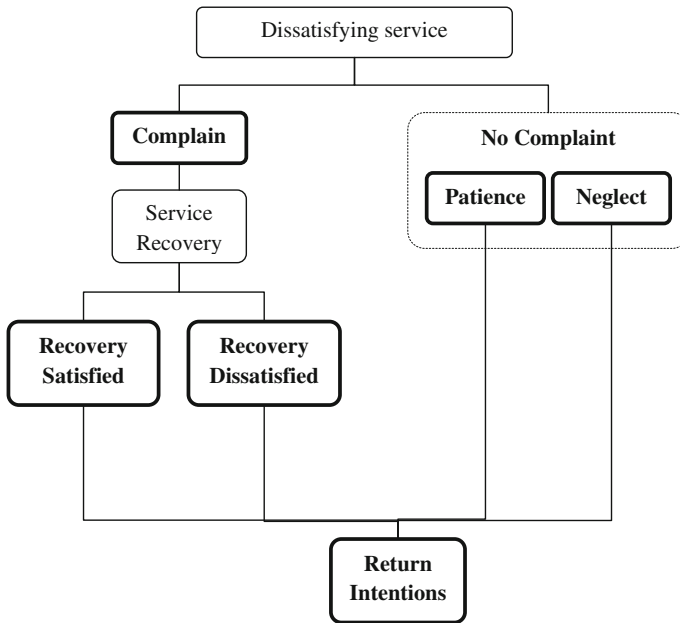 Dissatisfying service
Complain
No Complaint
Patience
Neglect
Service
Recovery
Recovery
Satisfied
Recovery
Dissatisfied
Return
Intentions